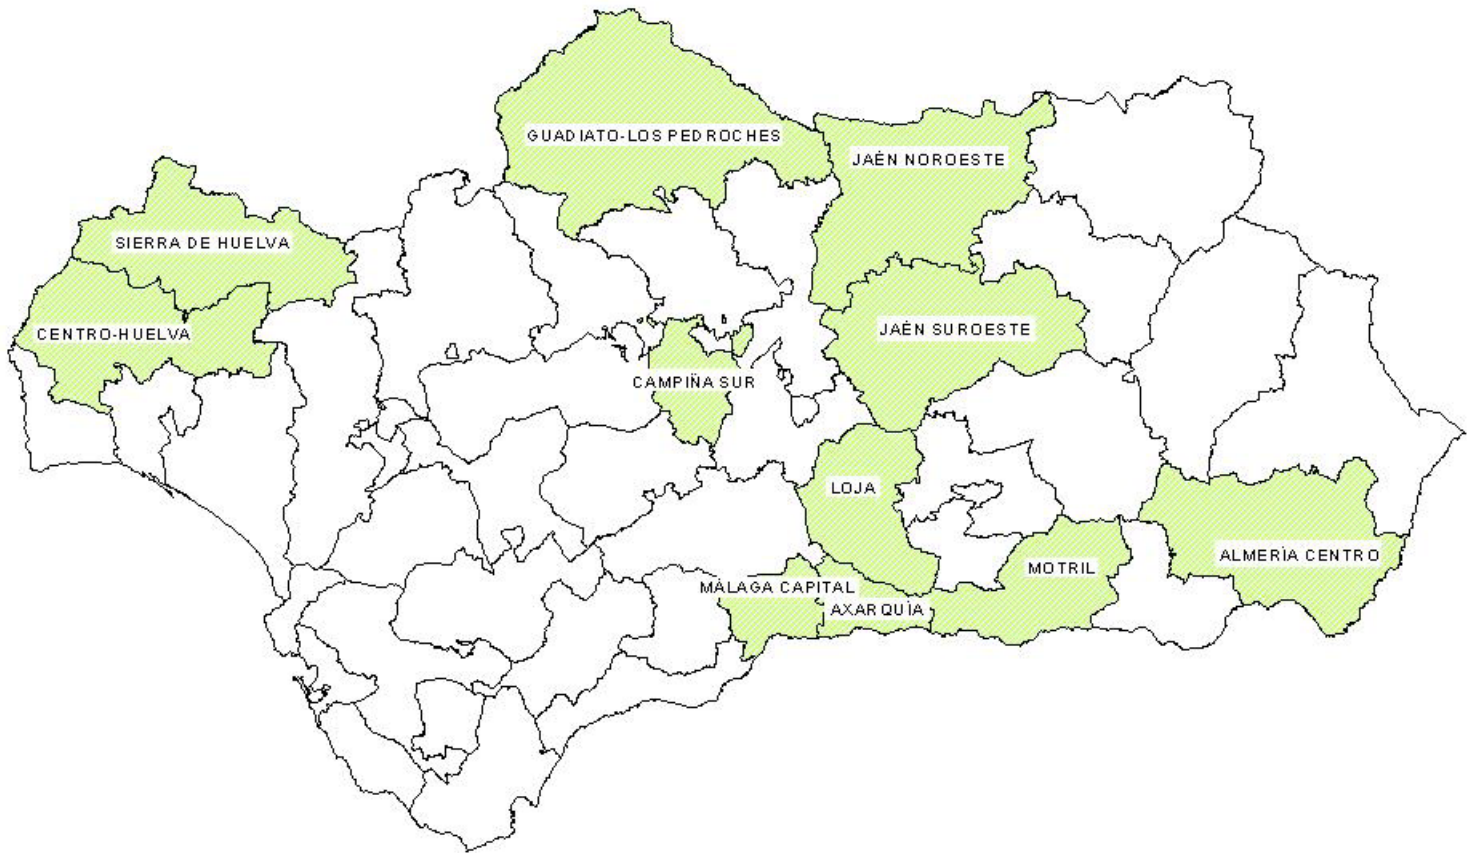 GUADIATO-LOS PEDROCHES
JAÉN NOROESTE
SIERRA DE HUELVA
CENTRO-HUELVA
JAÉN SUROESTE
CAMPIÑA SUR
LOJA
ALMERÍA CENTRO
MOTRIL
MÁLAGA CAPITAL
AXARQUÍA